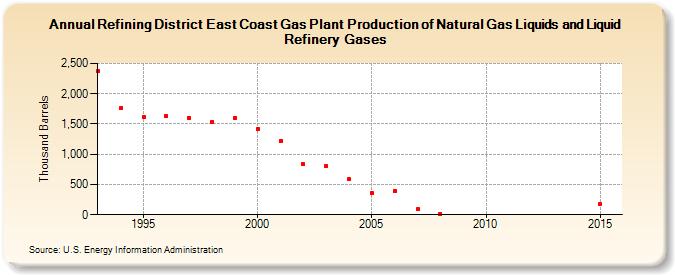 Annual Refining District East Coast Gas Plant Production of Natural Gas Liquids and Liquid
Refinery Gases
Thousand Barrels
2,500
2,000
1,500
1,000
500
0
1995
2000
2005
2010
2015
Source: U.S. Energy Information Administration